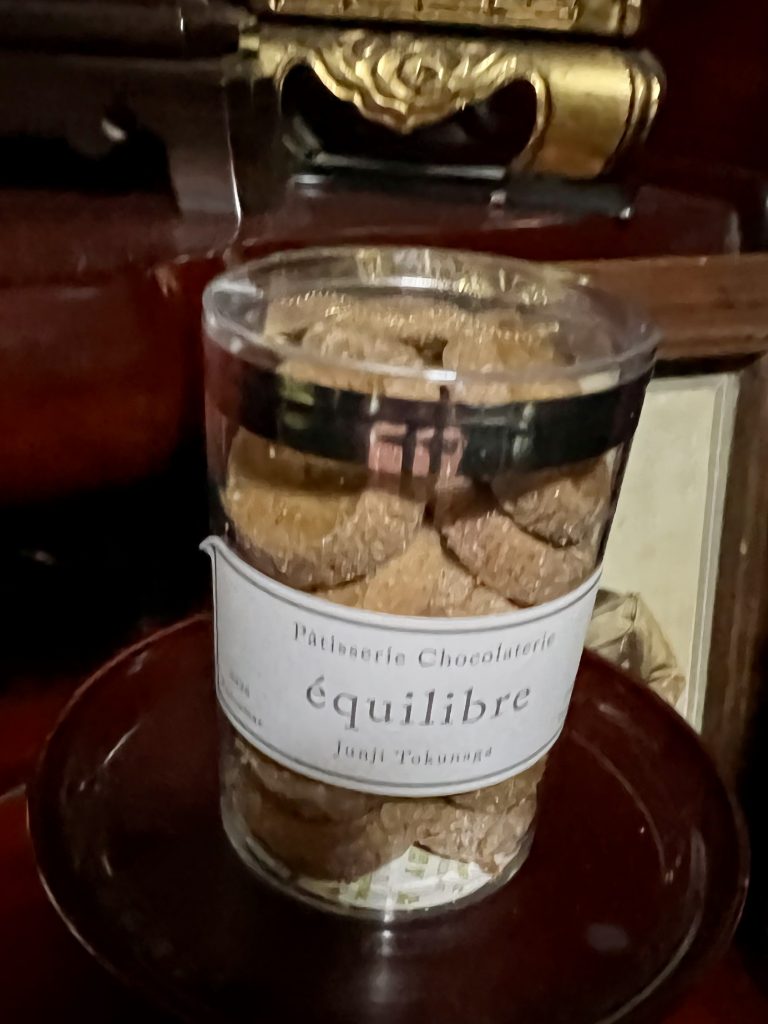 Pâtisserie Chocolaterie
équilibre
Junji Tokunaga